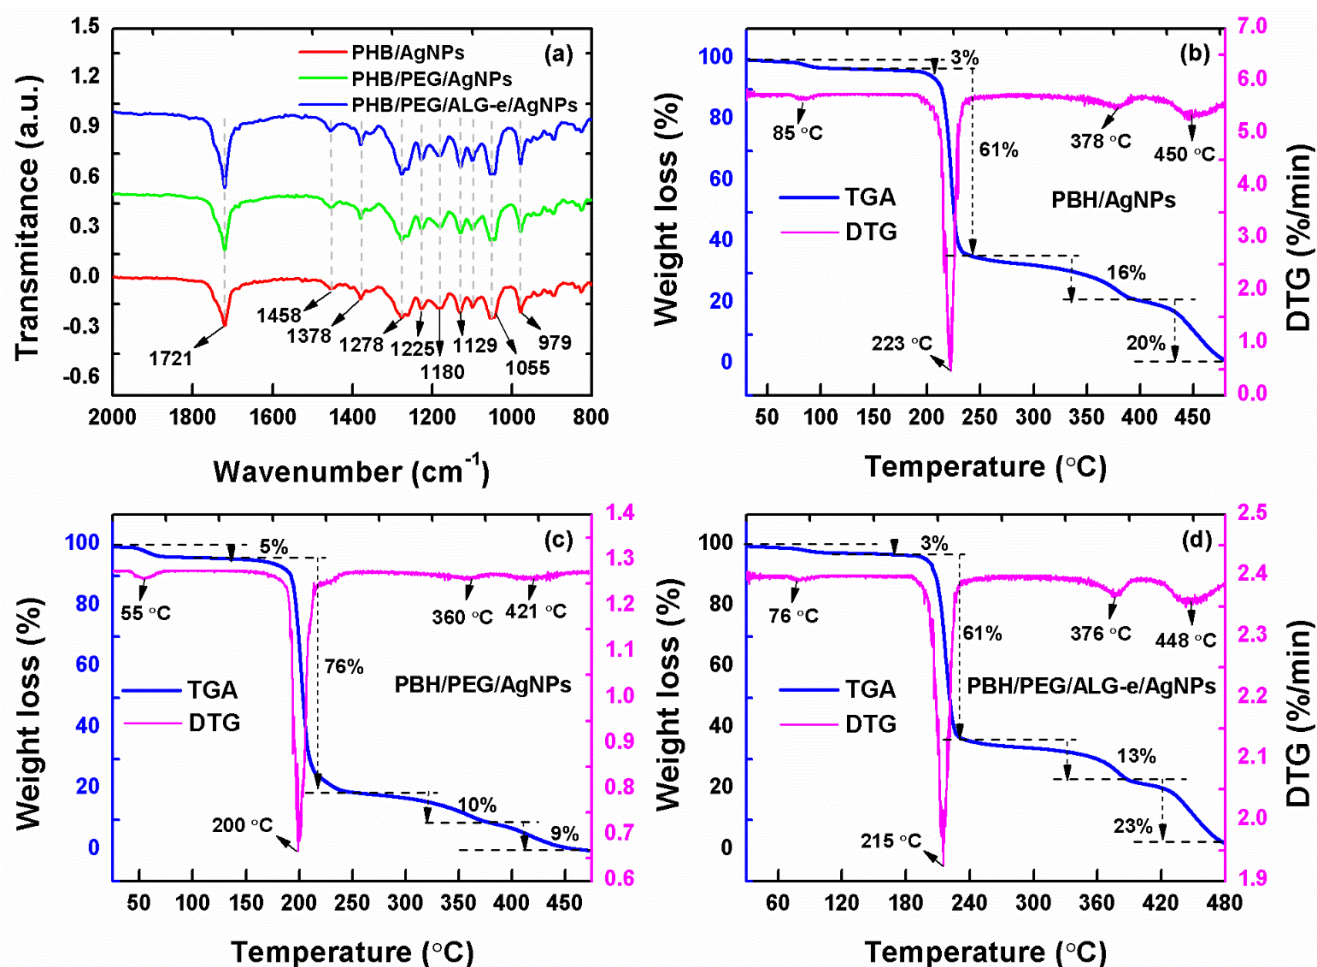 (a)
PHB/AgNPs
PHB/PEG/AgNPs
PHB/PEG/ALG-e/AgNPs
Transmitance (a.u.)
1.5
1.2
0.9
0.6
0.3
0.0
-0.3
-0.6
1721
1458
1378
1278
1225
1180
1129
1055
979
2000 1800 1600 1400 1200 1000 800
Wavenumber (cm-1)
(b)
Weight loss (%)
100
80
60
40
20
0
3%
85 °C
61%
378 °C
450 °C
TGA
DTG
PBH/AgNPs
16%
223 °C
20%
7.0
6.0
5.0
4.0
3.0
2.0
1.0
0.0
DTG (%/min)
50 100 150 200 250 300 350 400 450
Temperature (°C)
(c)
Weight loss (%)
100
80
60
40
20
0
5%
55 °C
360 °C
421 °C
76%
TGA
DTG
PBH/PEG/AgNPs
10%
200 °C
9%
1.4
1.3
1.2
1.1
1.0
0.9
0.8
0.7
0.6
50 100 150 200 250 300 350 400 450
Temperature (°C)
(d)
Weight loss (%)
100
80
60
40
20
0
3%
76 °C
61%
376 °C
448 °C
TGA
DTG
PBH/PEG/ALG-e/AgNPs
13%
215 °C
23%
2.5
2.4
2.3
2.2
2.1
2.0
1.9
DTG (%/min)
60 120 180 240 300 360 420 480
Temperature (°C)